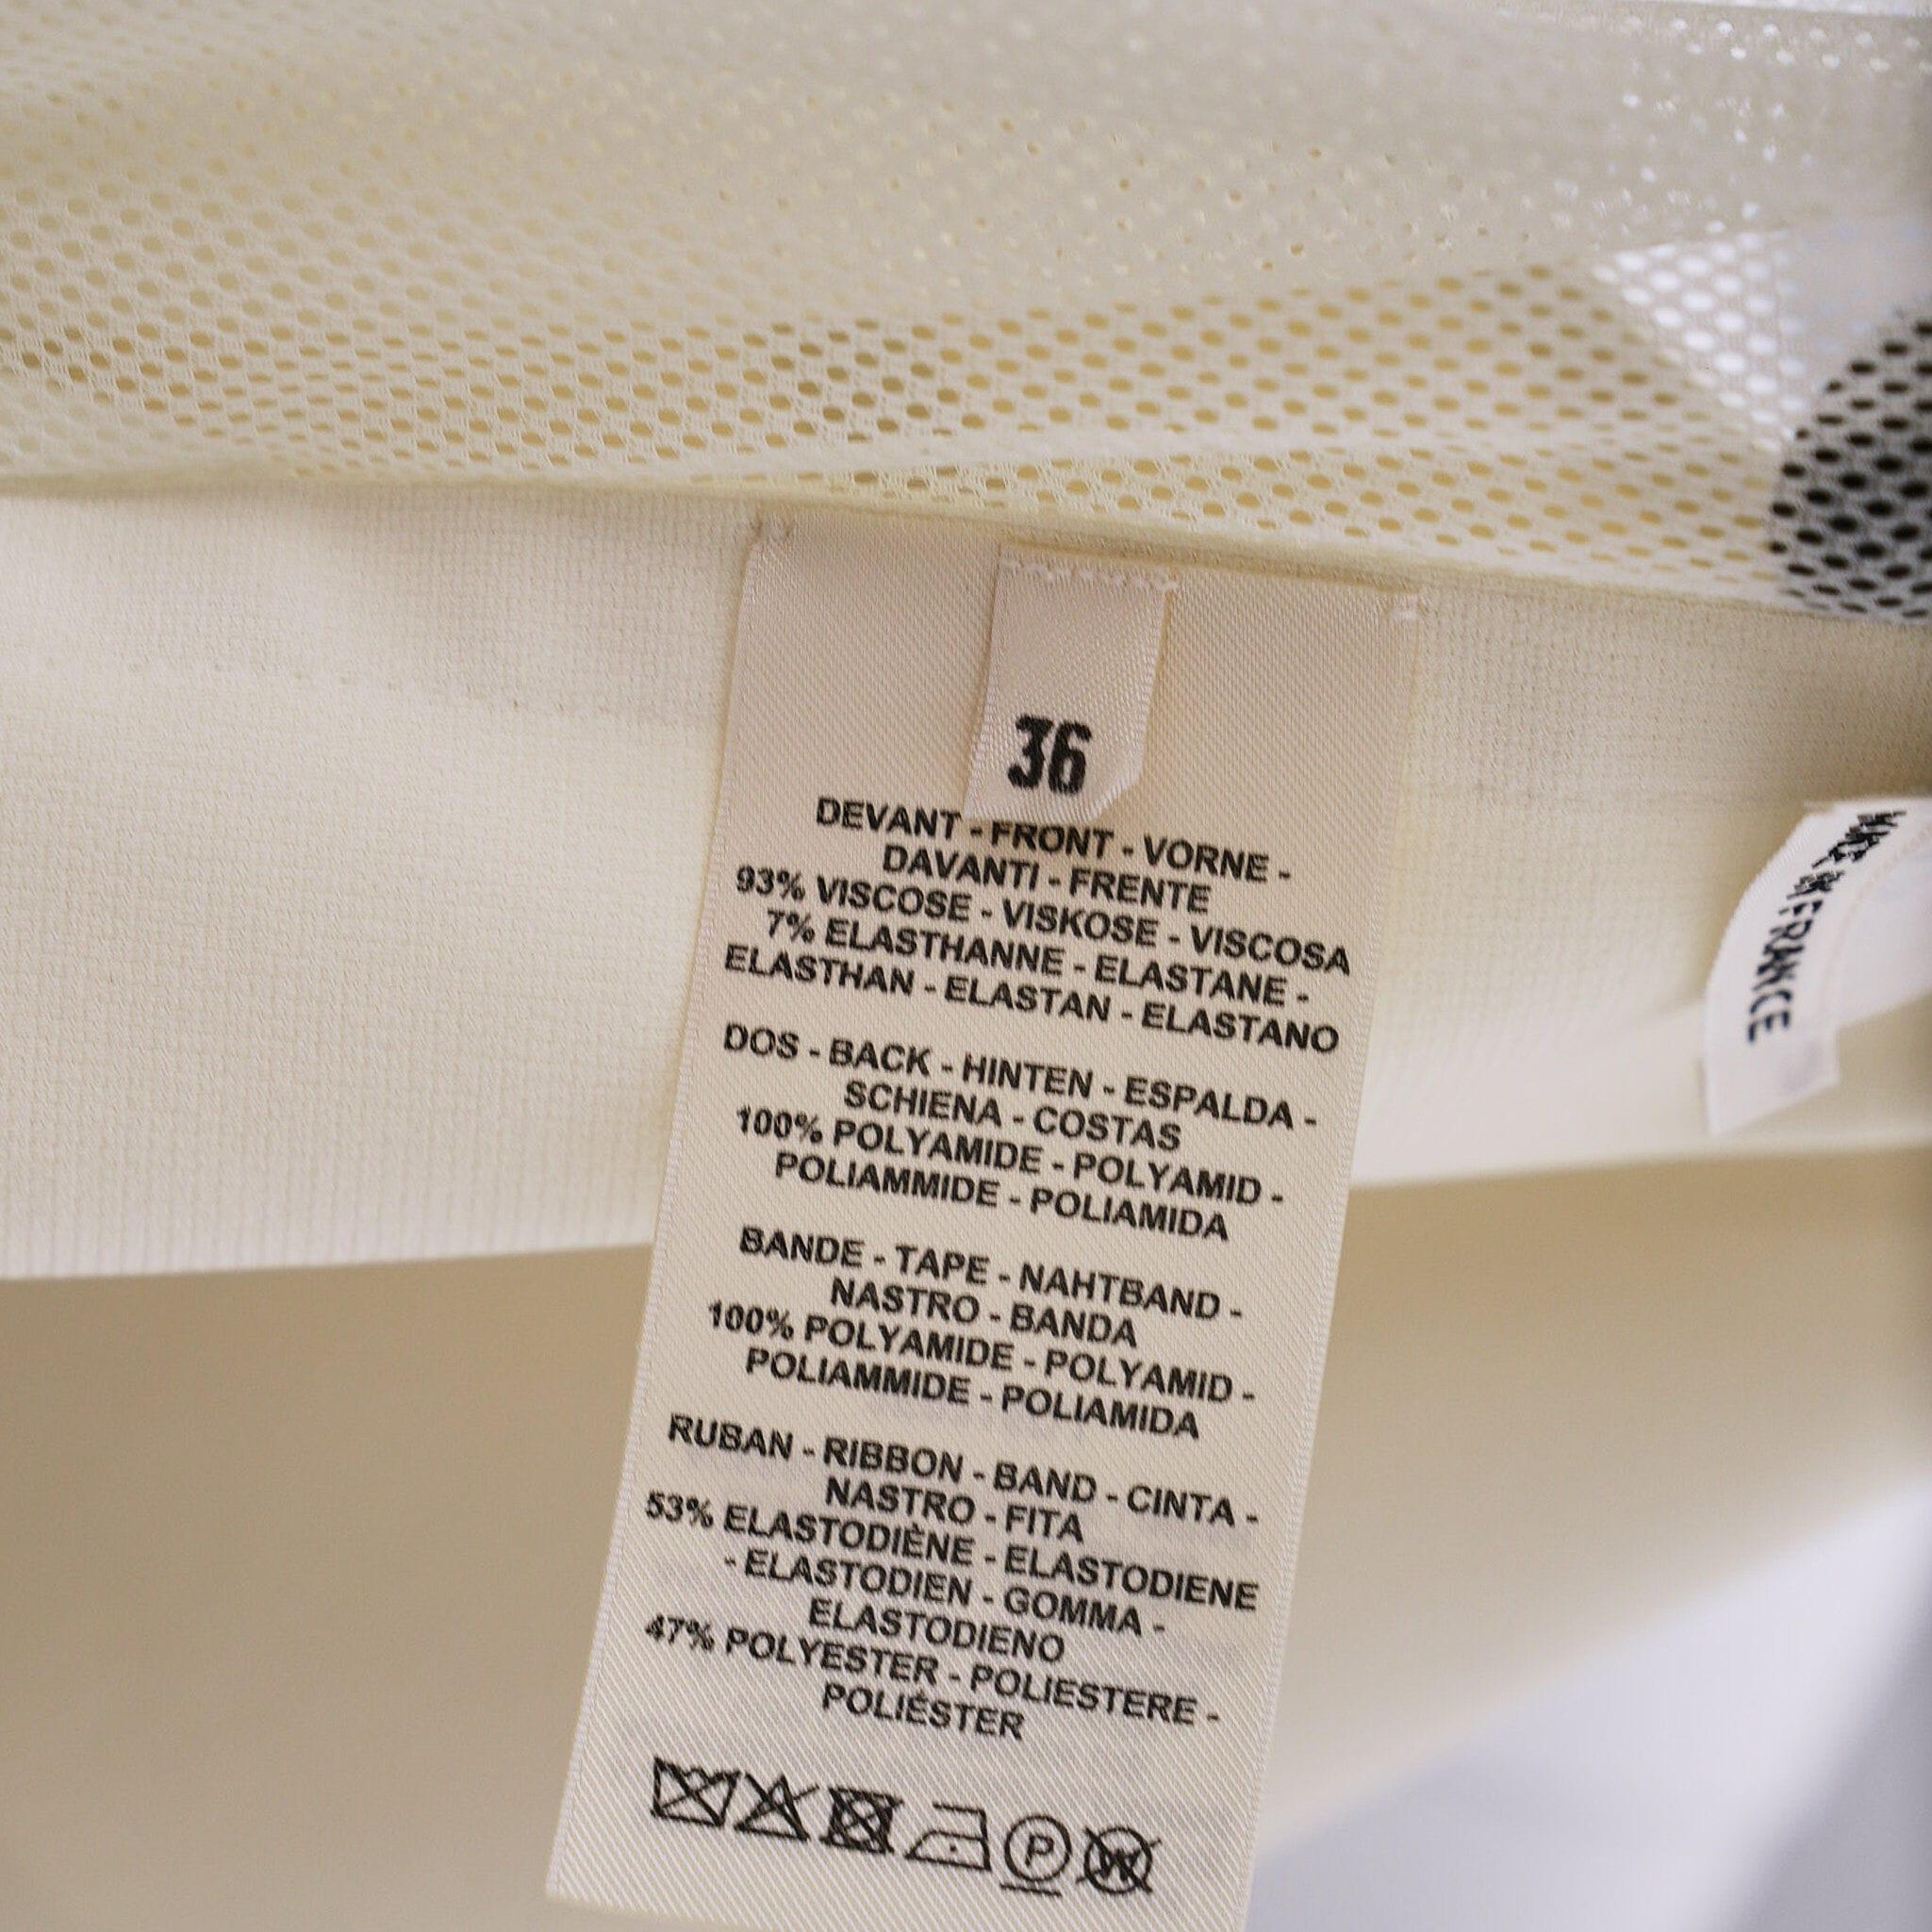 36
DEVANT - FRONT - VORNE -
DAVANTI - FRENTE
93% VISCOSE - VISKOSE - VISCOSA
7% ELASTHANNE - ELASTANE -
ELASTHAN - ELASTAN - ELASTANO
DOS - BACK - HINTEN - ESPALDA -
SCHIENA - COSTAS
100% POLYAMIDE - POLYAMID -
POLIAMMIDE - POLIAMIDA
BANDE - TAPE - NAHTBAND -
NASTRO - BANDA
100% POLYAMIDE - POLYAMID -
POLIAMMIDE - POLIAMIDA
RUBAN - RIBBON - BAND - CINTA -
NASTRO - FITA
53% ELASTODIÈNE - ELASTODIENE
- ELASTODIEN - GOMMA -
ELASTODIENO
47% POLYESTER - POLIESTERE -
POLIÉSTER
P W
MADE IN FRANCE